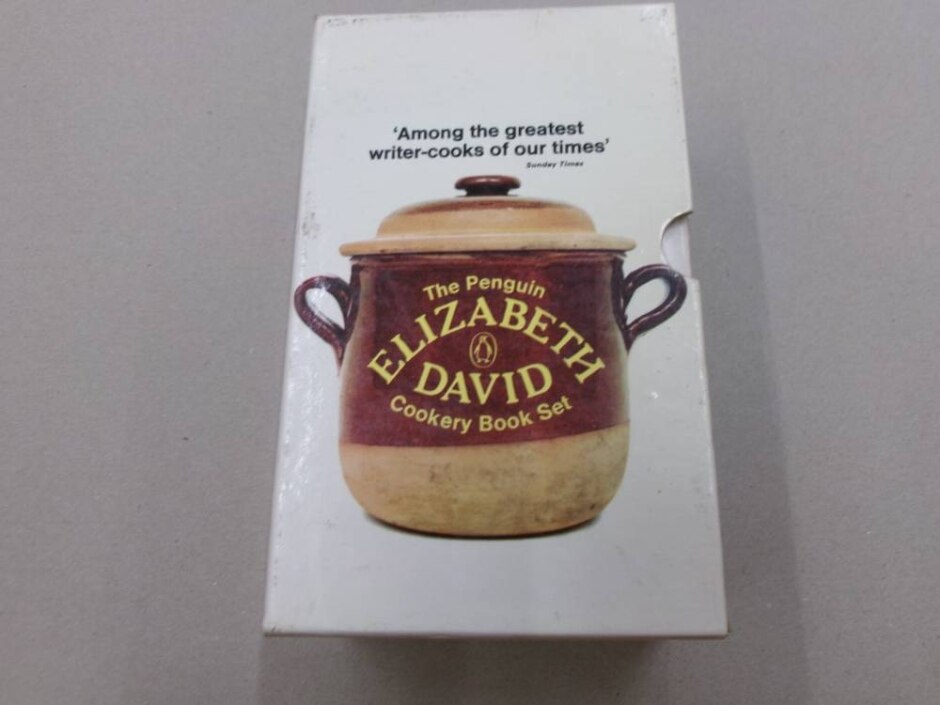 ‘Among the greatest
writer-cooks of our times’
Sunday Times
The Penguin
ELIZABETH
DAVID
Cookery Book Set